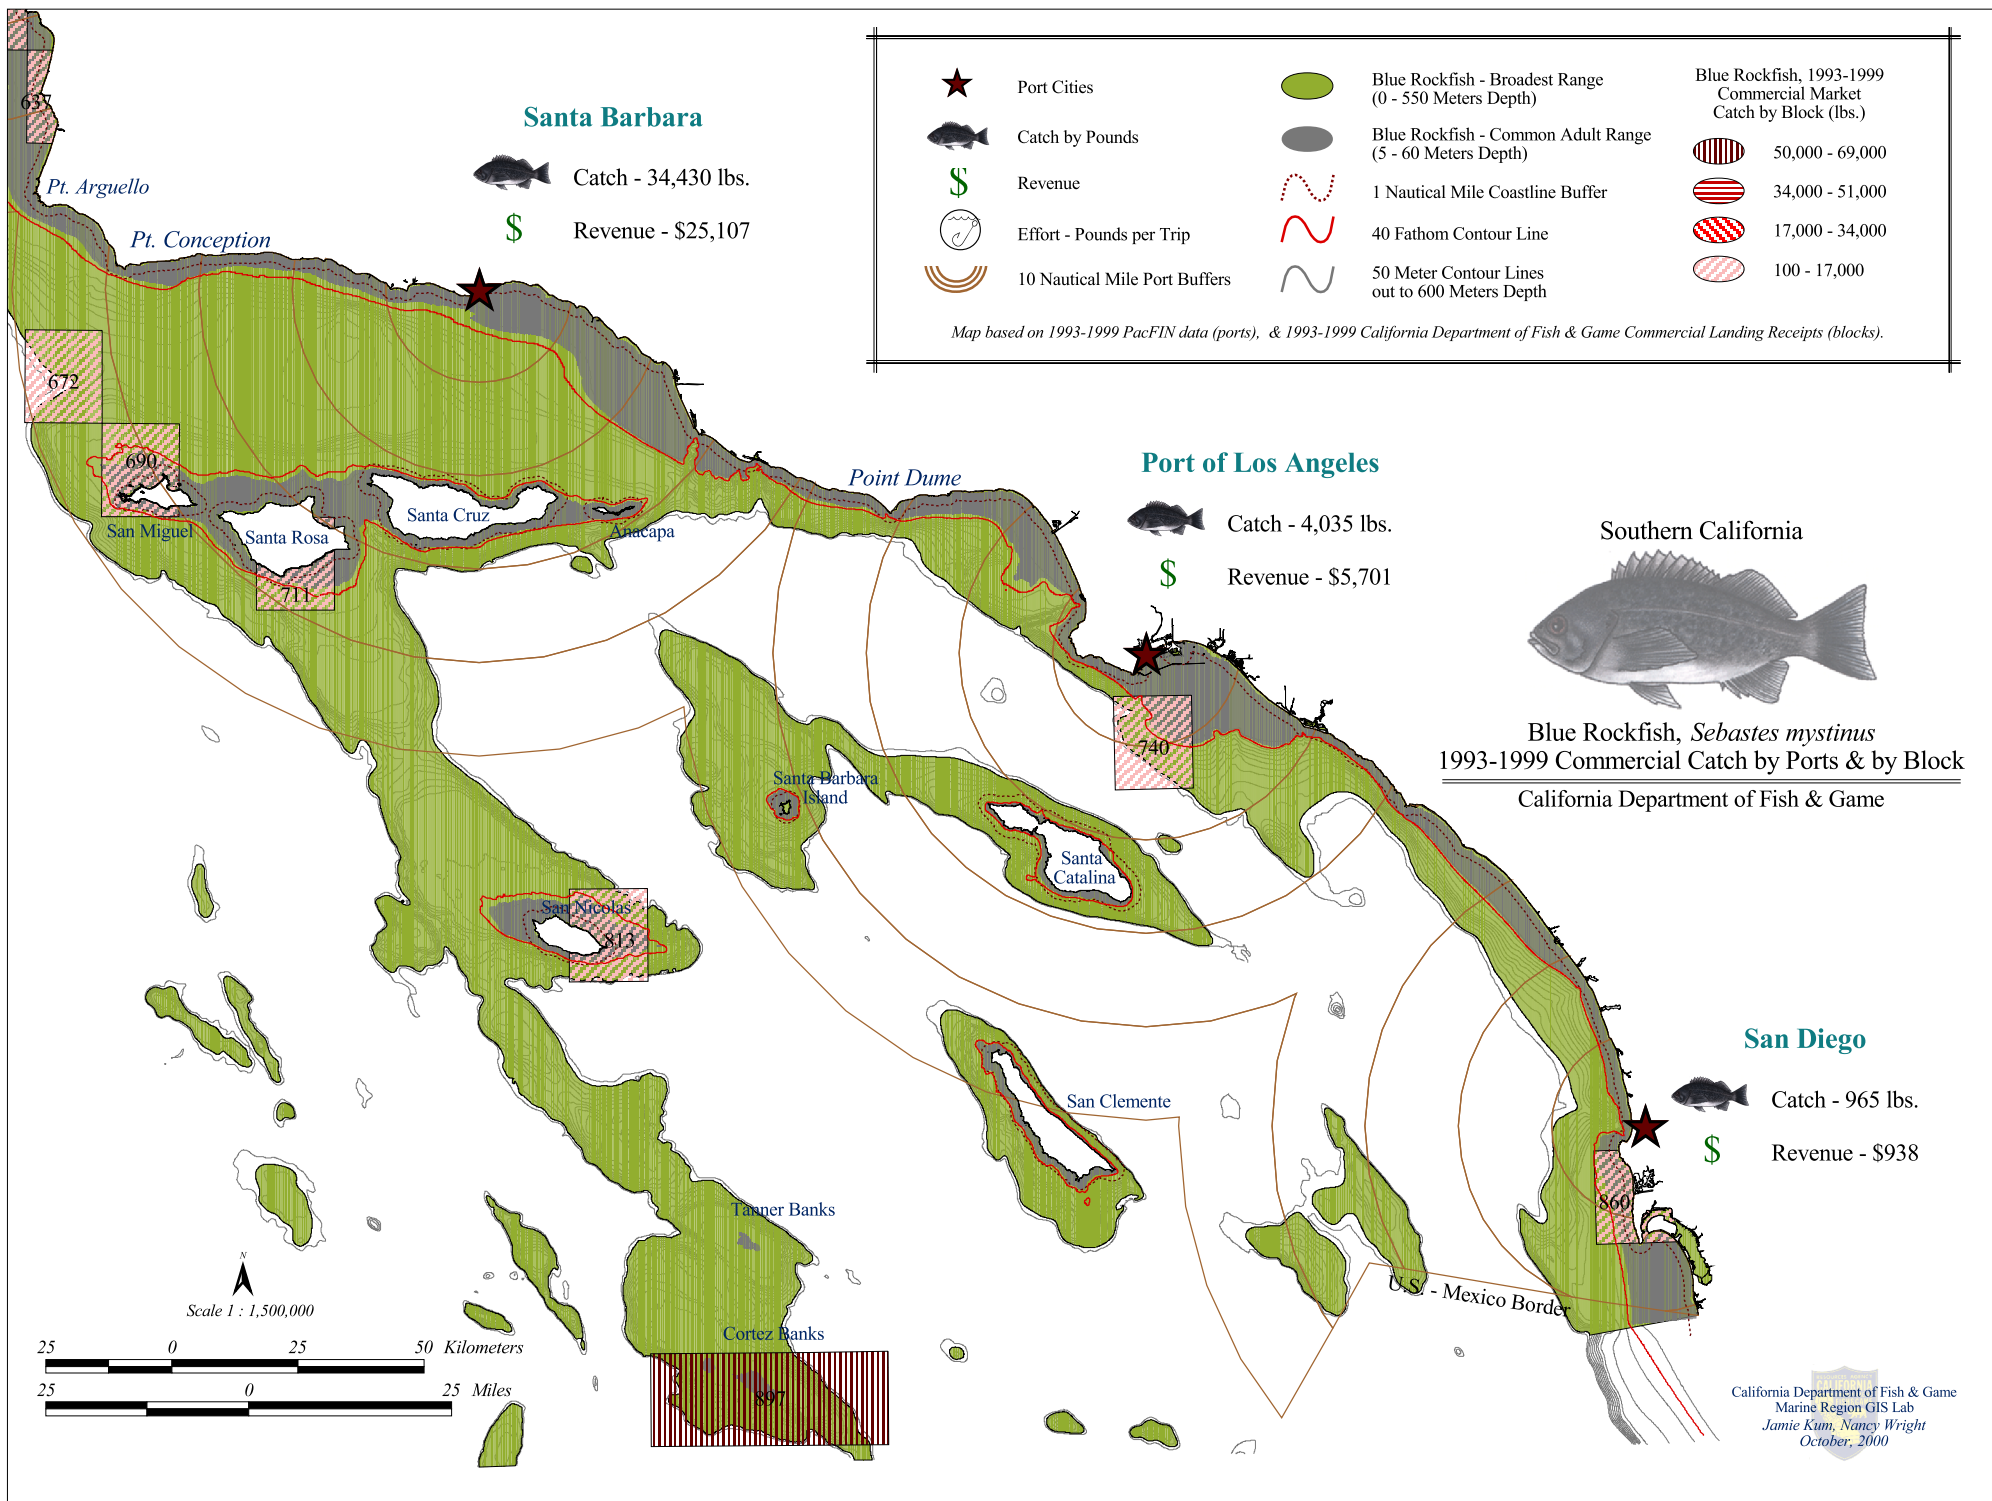 Port Cities
Catch by Pounds
$ Revenue
Effort - Pounds per Trip
10 Nautical Mile Port Buffers
Blue Rockfish - Broadest Range
(0 - 550 Meters Depth)
Blue Rockfish - Common Adult Range
(5 - 60 Meters Depth)
1 Nautical Mile Coastline Buffer
40 Fathom Contour Line
50 Meter Contour Lines
out to 600 Meters Depth
Blue Rockfish, 1993-1999
Commercial Market
Catch by Block (lbs.)
50,000 - 69,000
34,000 - 51,000
17,000 - 34,000
100 - 17,000
Map based on 1993-1999 PacFIN data (ports), & 1993-1999 California Department of Fish & Game Commercial Landing Receipts (blocks).
637
Santa Barbara
Catch - 34,430 lbs.
$ Revenue - $25,107
Pt. Arguello
Pt. Conception
672
690
San Miguel
Santa Rosa
711
Santa Cruz
Anacapa
Point Dume
Port of Los Angeles
Catch - 4,035 lbs.
$ Revenue - $5,701
Southern California
Blue Rockfish, Sebastes mystinus
1993-1999 Commercial Catch by Ports & by Block
California Department of Fish & Game
740
Santa Barbara
Island
Santa
Catalina
San Nicolas
813
San Clemente
San Diego
Catch - 965 lbs.
$ Revenue - $938
860
Tanner Banks
Cortez Banks
897
U.S. - Mexico Border
N
Scale 1 : 1,500,000
25 0 25 50 Kilometers
25 0 25 Miles
CALIFORNIA
California Department of Fish & Game
Marine Region GIS Lab
Jamie Kum, Nancy Wright
October, 2000